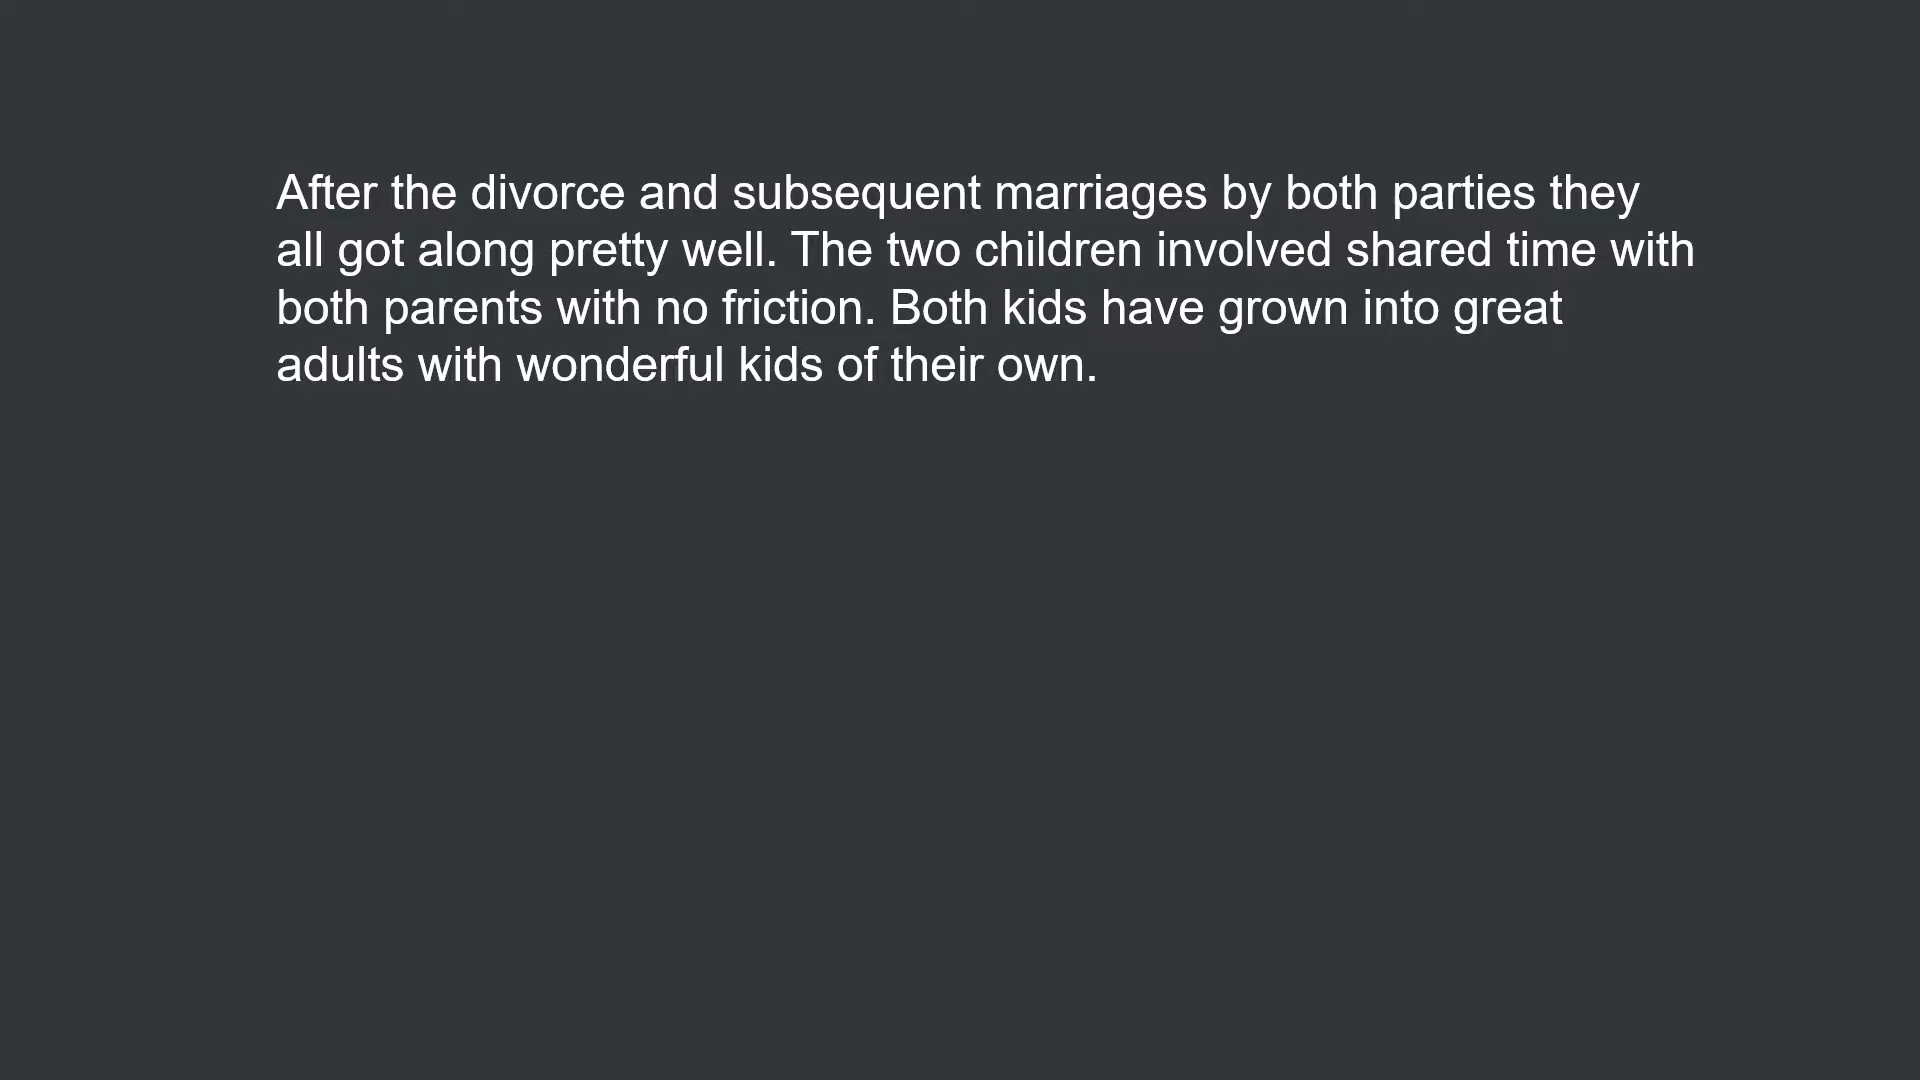 After the divorce and subsequent marriages by both parties they
all got along pretty well. The two children involved shared time with
both parents with no friction. Both kids have grown into great
adults with wonderful kids of their own.